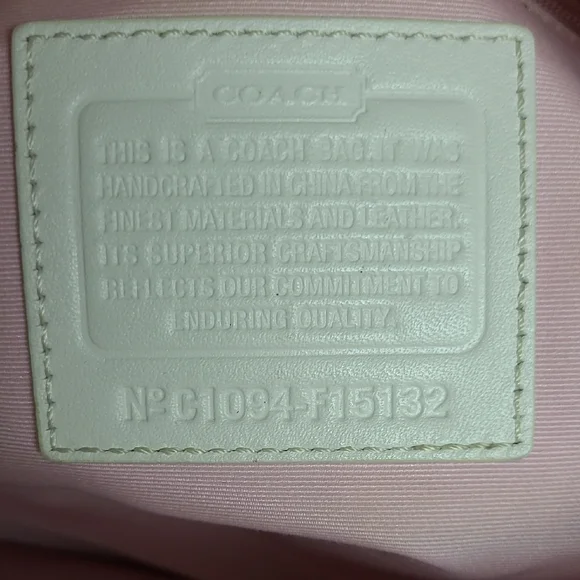 COACH
THIS IS A COACH BAG.IT WAS
HANDCRAFTED IN CHINA FROM THE
FINEST MATERIALS AND LEATHER.
ITS SUPERIOR CRAFTSMANSHIP
REFLECTS OUR COMMITMENT TO
ENDURING QUALITY.
Nº C1094-F15132